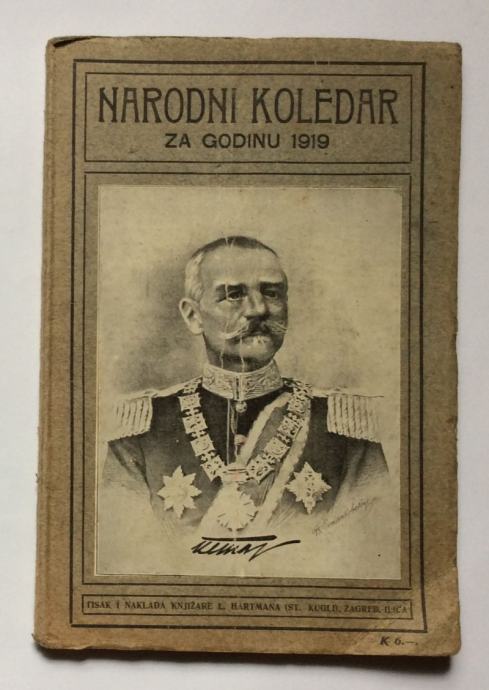 NARODNI KOLEDAR
ZA GODINU 1919
TISAK I NAKLADA KNJIŽARE L. HARTMANA (ST. KUGLI), ZAGREB, ILICA
K 6.—.